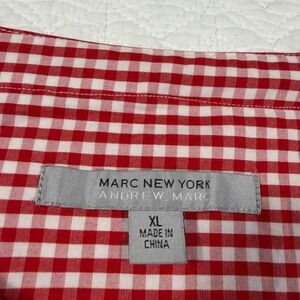 MARC NEW YORK
ANDREW MARC
XL
MADE IN
CHINA